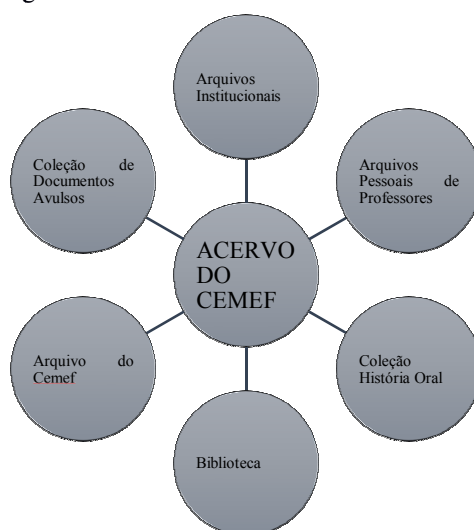 Arquivos
Institucionais
Coleção de
Documentos
Avulsos
Arquivos
Pessoais de
Professores
ACERVO
DO
CEMEF
Arquivo do
Cemef
Coleção
História Oral
Biblioteca